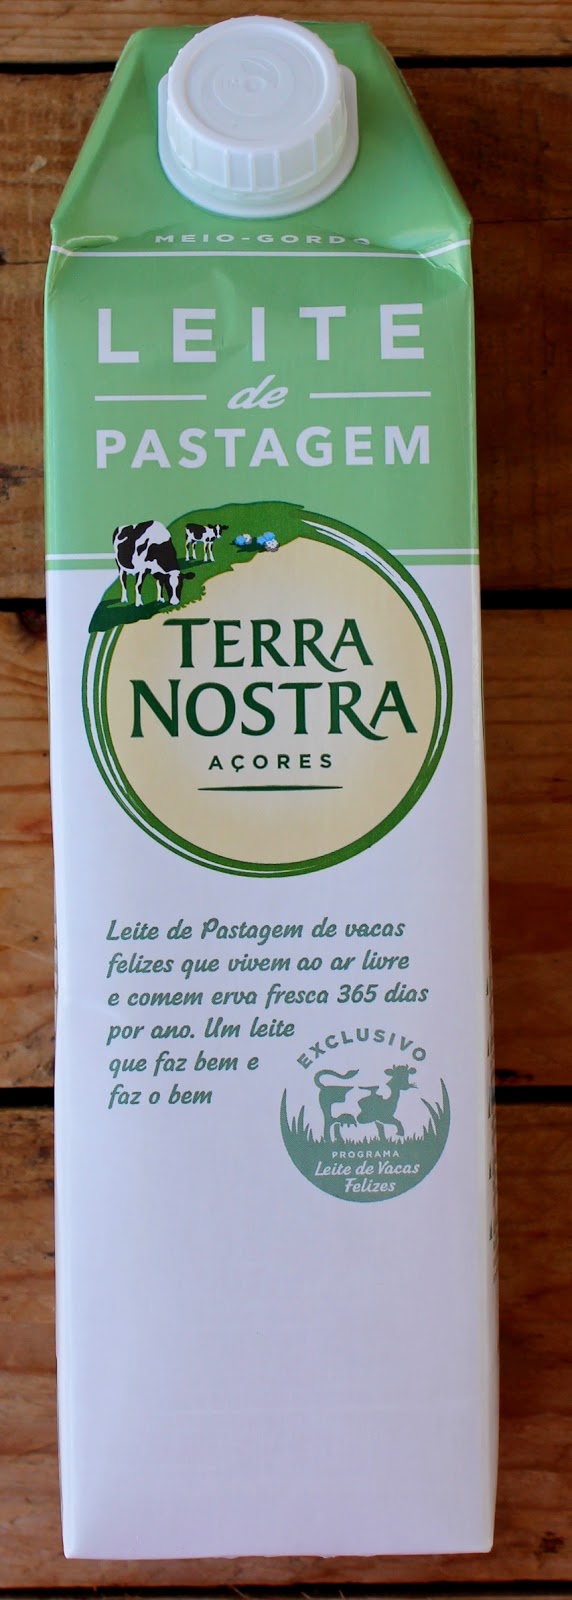 MEIO-GORDO
LEITE
de
PASTAGEM
TERRA
NOSTRA
AÇORES
Leite de Pastagem de vacas
felizes que vivem ao ar livre
e comem erva fresca 365 dias
por ano. Um leite
que faz bem e
faz o bem
EXCLUSIVO
PROGRAMA
Leite de Vacas
Felizes